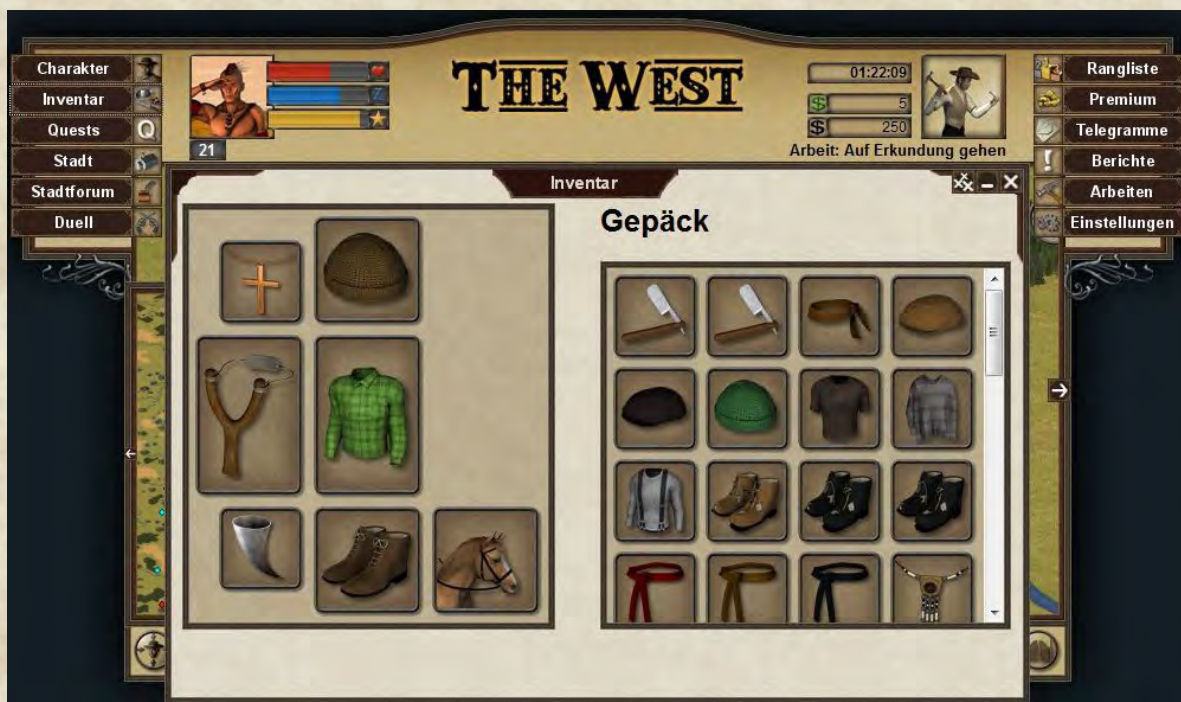 Charakter
Inventar
Quests
Q
Stadt
Stadtforum
Duell
21
THE WEST
01:22:09
$ 5
$ 250
Arbeit: Auf Erkundung gehen
Rangliste
Premium
Telegramme
Berichte
Arbeiten
Einstellungen
Inventar
Gepäck